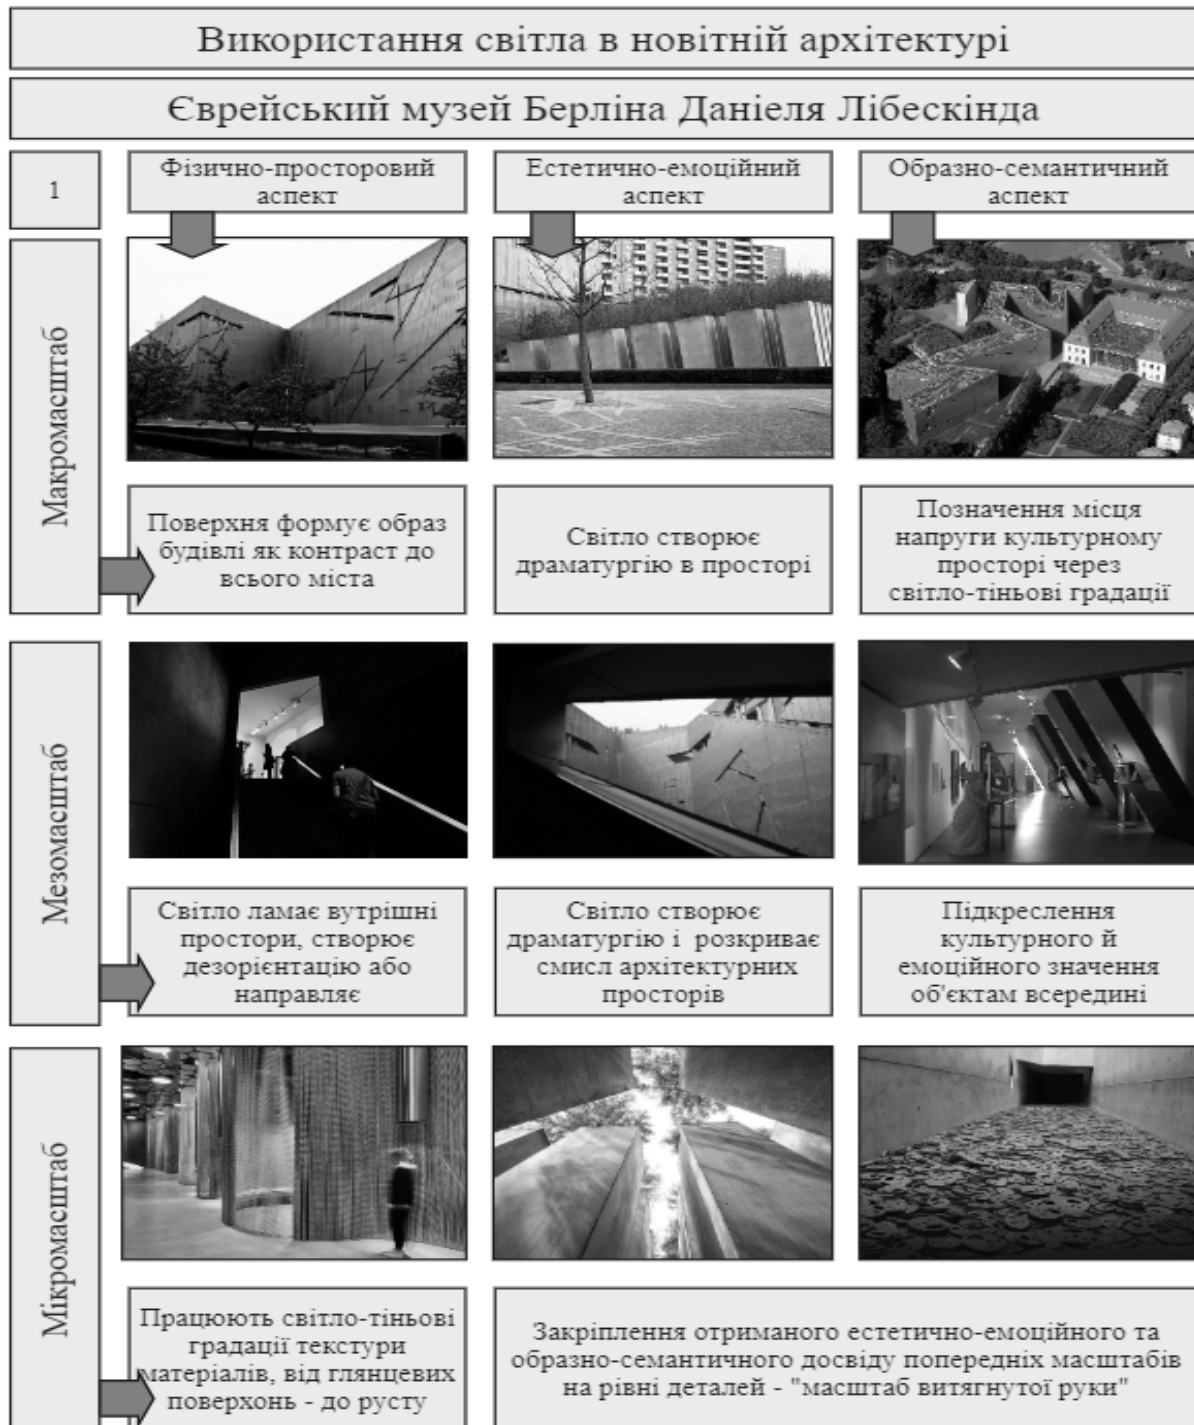 Використання світла в новітній архітектурі
Єврейський музей Берліна Даніеля Лібескінда
1
Фізично-просторовий
аспект
Естетично-емоційний
аспект
Образно-семантичний
аспект
Макромасштаб
Поверхня формує образ
будівлі як контраст до
всього міста
Світло створює
драматургію в просторі
Позначення місця
напруги культурному
просторі через
світло-тіньові градації
Мезомасштаб
Світло ламає вутрішні
простори, створює
дезорієнтацію або
направляє
Світло створює
драматургію і розкриває
смисл архітектурних
просторів
Підкреслення
культурного й
емоційного значення
об'єктам всередині
Мікромасштаб
Працюють світло-тіньові
градації текстури
матеріалів, від глянцевих
поверхонь - до русту
Закріплення отриманого естетично-емоційного та
образно-семантичного досвіду попередніх масштабів
на рівні деталей - "масштаб витягнутої руки"